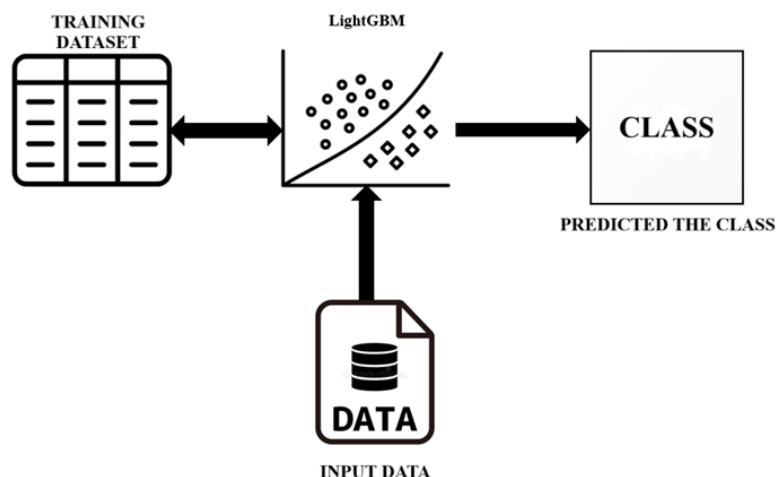 TRAINING
DATASET
LightGBM
CLASS
PREDICTED THE CLASS
DATA
INPUT DATA